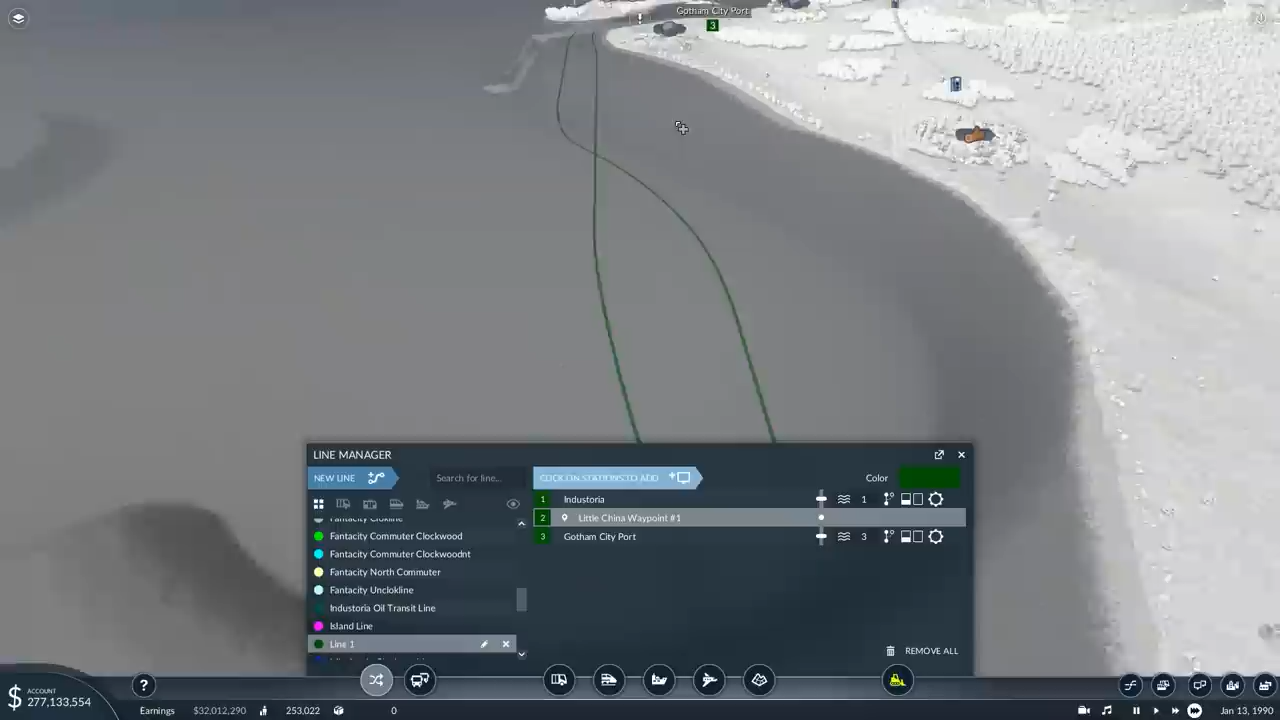 Gotham City Port
3
LINE MANAGER
NEW LINE
Search for line...
CLICK ON STATIONS TO ADD
Color
1 Industoria 1
2 Little China Waypoint #1
3 Gotham City Port 3
Fantacity Clokline
Fantacity Commuter Clockwood
Fantacity Commuter Clockwoodnt
Fantacity North Commuter
Fantacity Unclokline
Industoria Oil Transit Line
Island Line
Line 1
REMOVE ALL
$ ACCOUNT
277,133,554
?
Earnings $32,012,290 253,022 0
Jan 13, 1990